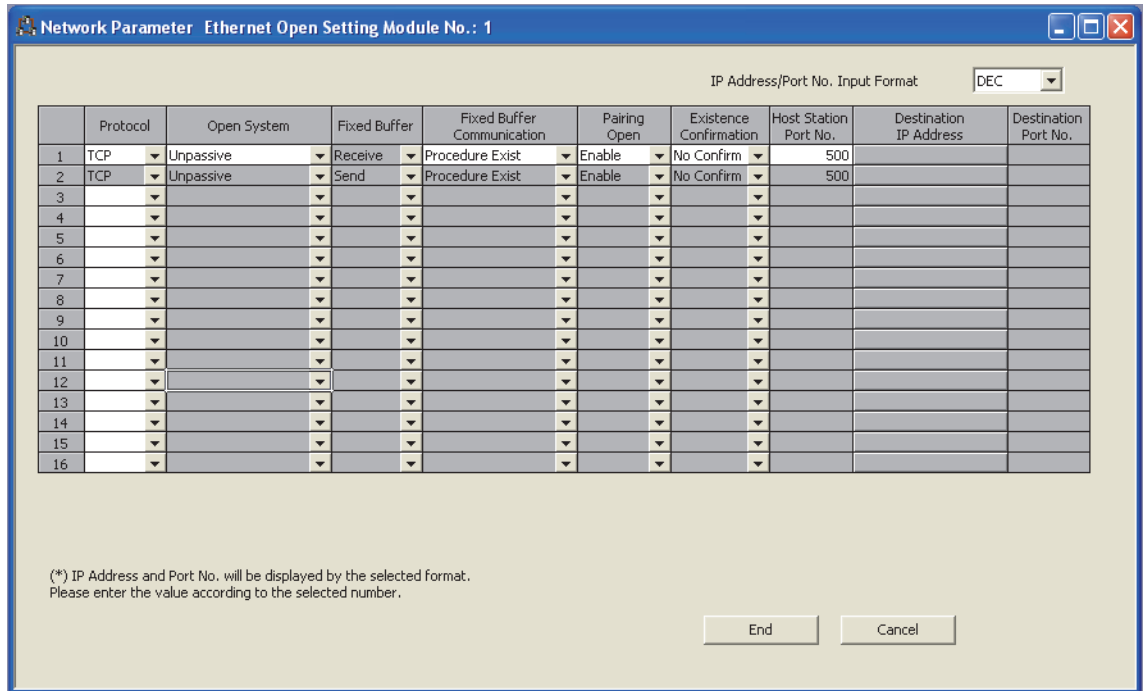 Network Parameter Ethernet Open Setting Module No.: 1
IP Address/Port No. Input Format DEC
Protocol Open System Fixed Buffer Fixed Buffer Communication Pairing Open Existence Confirmation Host Station Port No. Destination IP Address Destination Port No.
1 TCP Unpassive Receive Procedure Exist Enable No Confirm 500
2 TCP Unpassive Send Procedure Exist Enable No Confirm 500
3
4
5
6
7
8
9
10
11
12
13
14
15
16
(*) IP Address and Port No. will be displayed by the selected format.
Please enter the value according to the selected number.
End Cancel